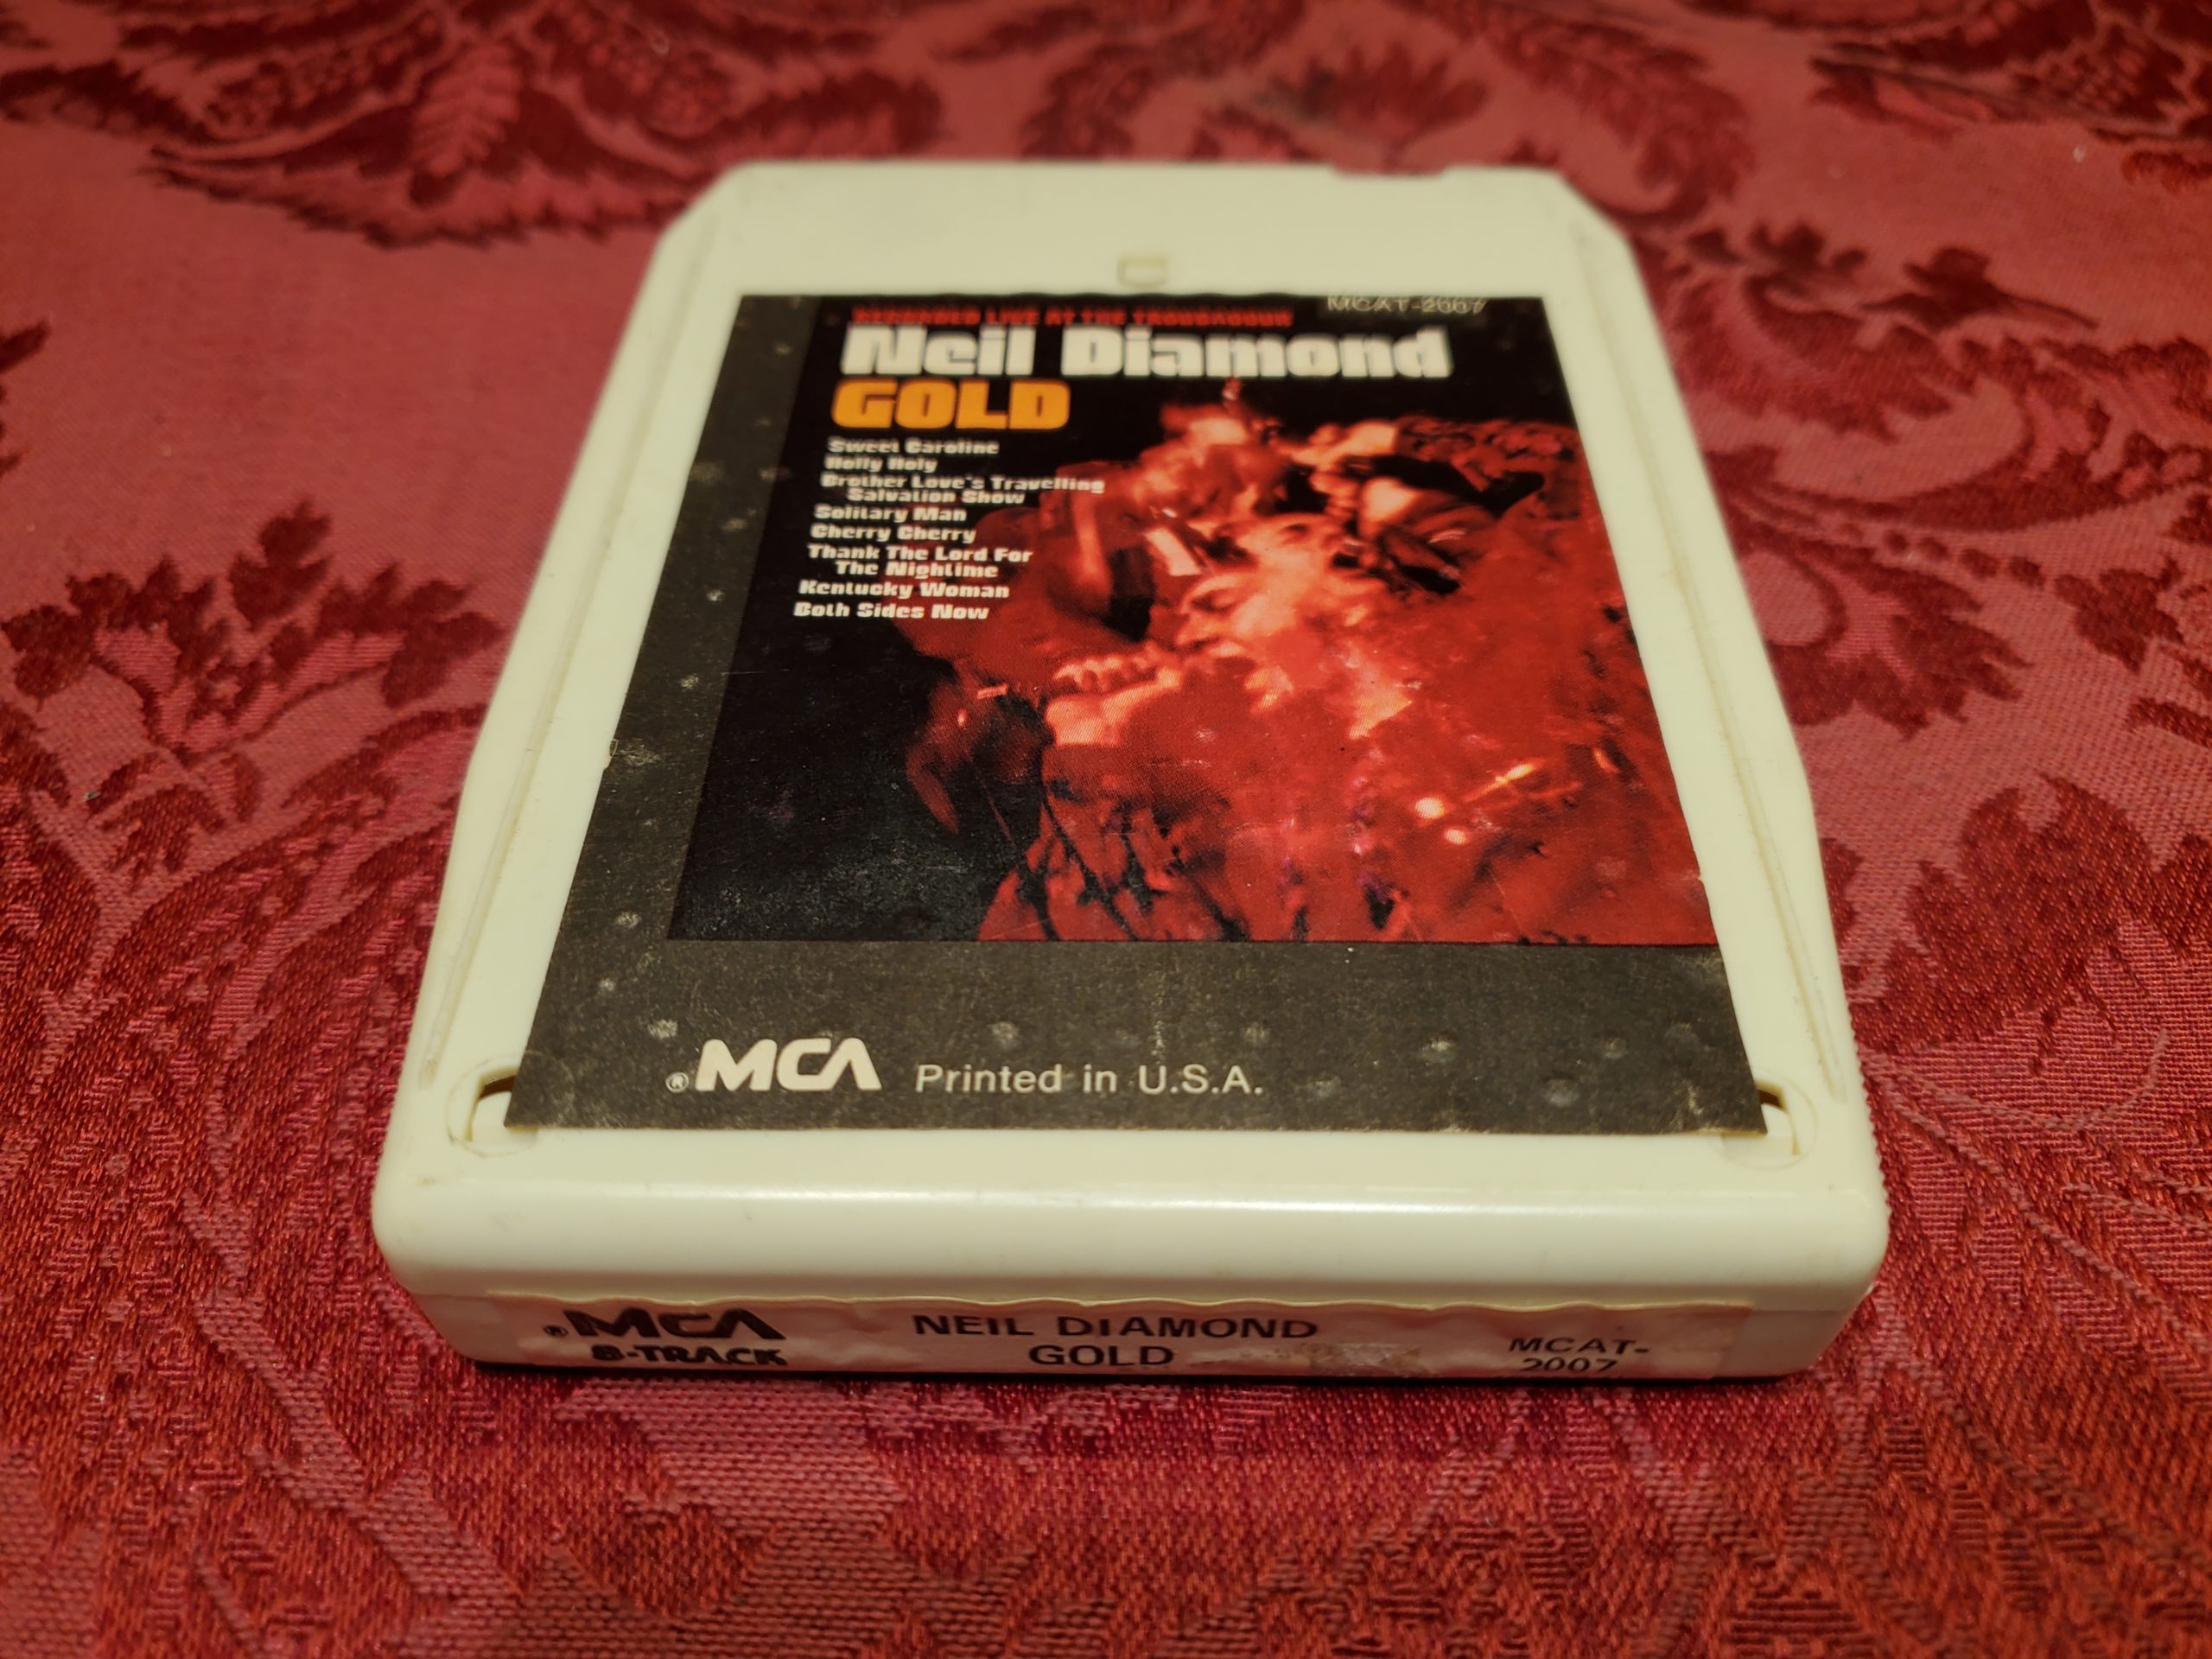 RECORDED LIVE AT THE TROUBADOUR
MCAT-2007
Neil Diamond
GOLD
Sweet Caroline
Holly Holy
Brother Love's Travelling
Salvation Show
Solitary Man
Cherry Cherry
Thank The Lord For
The Nightime
Kentucky Woman
Both Sides Now
®MCA Printed in U.S.A.
®MCA
8-TRACK
NEIL DIAMOND
GOLD
MCAT-
2007